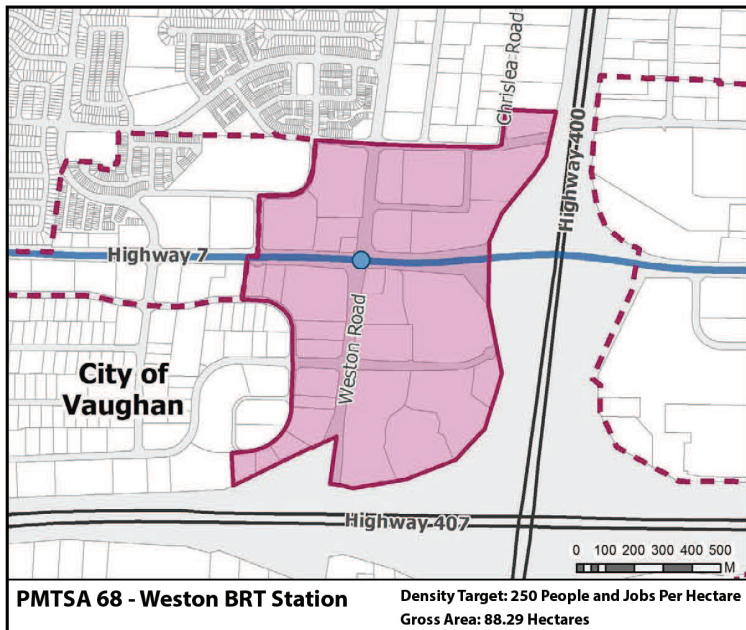 Chrislea Road
Highway 400
Highway 7
Weston Road
City of
Vaughan
Highway 407
0 100 200 300 400 500
M
PMTSA 68 - Weston BRT Station
Density Target: 250 People and Jobs Per Hectare
Gross Area: 88.29 Hectares